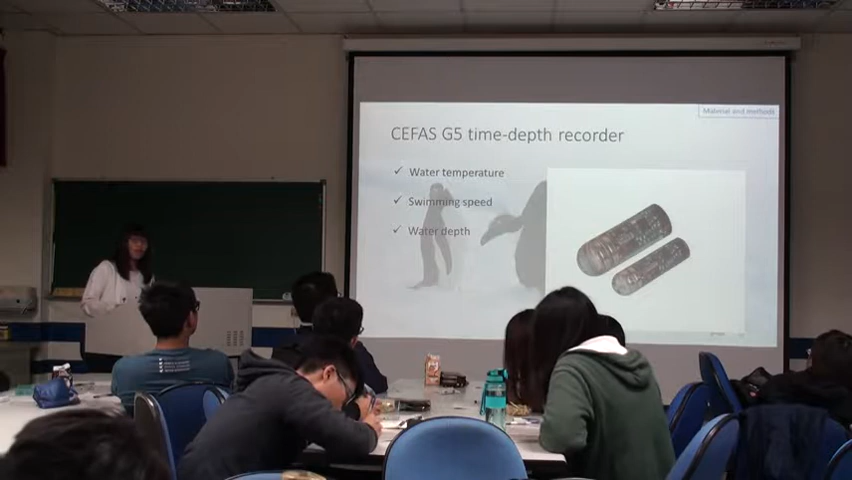 Material and methods
CEFAS G5 time-depth recorder
✓ Water temperature
✓ Swimming speed
✓ Water depth